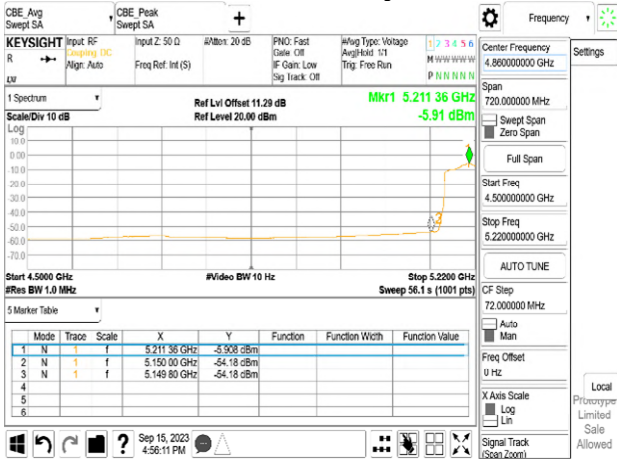 CBE_Avg
Swept SA
CBE_Peak
Swept SA
+
Frequency
KEYSIGHT
R
LXI
Input: RF
Coupling: DC
Align: Auto
Input Z: 50 Ω
Freq Ref: Int (S)
#Atten: 20 dB
PNO: Fast
Gate: Off
IF Gain: Low
Sig Track: Off
#Avg Type: Voltage
Avg|Hold: 1/1
Trig: Free Run
1 2 3 4 5 6
M W W W W W
P N N N N N
1 Spectrum
Scale/Div 10 dB
Ref Lvl Offset 11.29 dB
Ref Level 20.00 dBm
Mkr1 5.211 36 GHz
-5.91 dBm
Log
10.0
0.00
-10.0
-20.0
-30.0
-40.0
-50.0
-60.0
-70.0
2
Start 4.5000 GHz
#Res BW 1.0 MHz
#Video BW 10 Hz
Stop 5.2200 GHz
Sweep 56.1 s (1001 pts)
5 Marker Table
Mode Trace Scale X Y Function Function Width Function Value
1 N 1 f 5.211 36 GHz -5.908 dBm
2 N 1 f 5.150 00 GHz -54.18 dBm
3 N 1 f 5.149 80 GHz -54.18 dBm
4
5
6
Sep 15, 2023
4:56:11 PM
Center Frequency
4.860000000 GHz
Span
720.000000 MHz
Swept Span
Zero Span
Full Span
Start Freq
4.500000000 GHz
Stop Freq
5.220000000 GHz
AUTO TUNE
CF Step
72.000000 MHz
Auto
Man
Freq Offset
0 Hz
X Axis Scale
Log
Lin
Signal Track
(Span Zoom)
Settings
Local
Prototype
Limited
Sale
Allowed